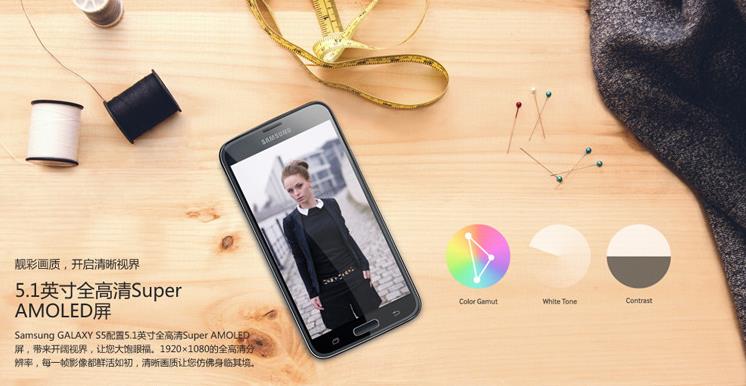 SAMSUNG
靓彩画质，开启清晰视界
5.1英寸全高清Super
AMOLED屏
Samsung GALAXY S5配置5.1英寸全高清Super AMOLED
屏，带来开阔视界，让您大饱眼福。1920×1080的全高清分
辨率，每一帧影像都鲜活如初，清晰画质让您仿佛身临其境。
Color Gamut
White Tone
Contrast